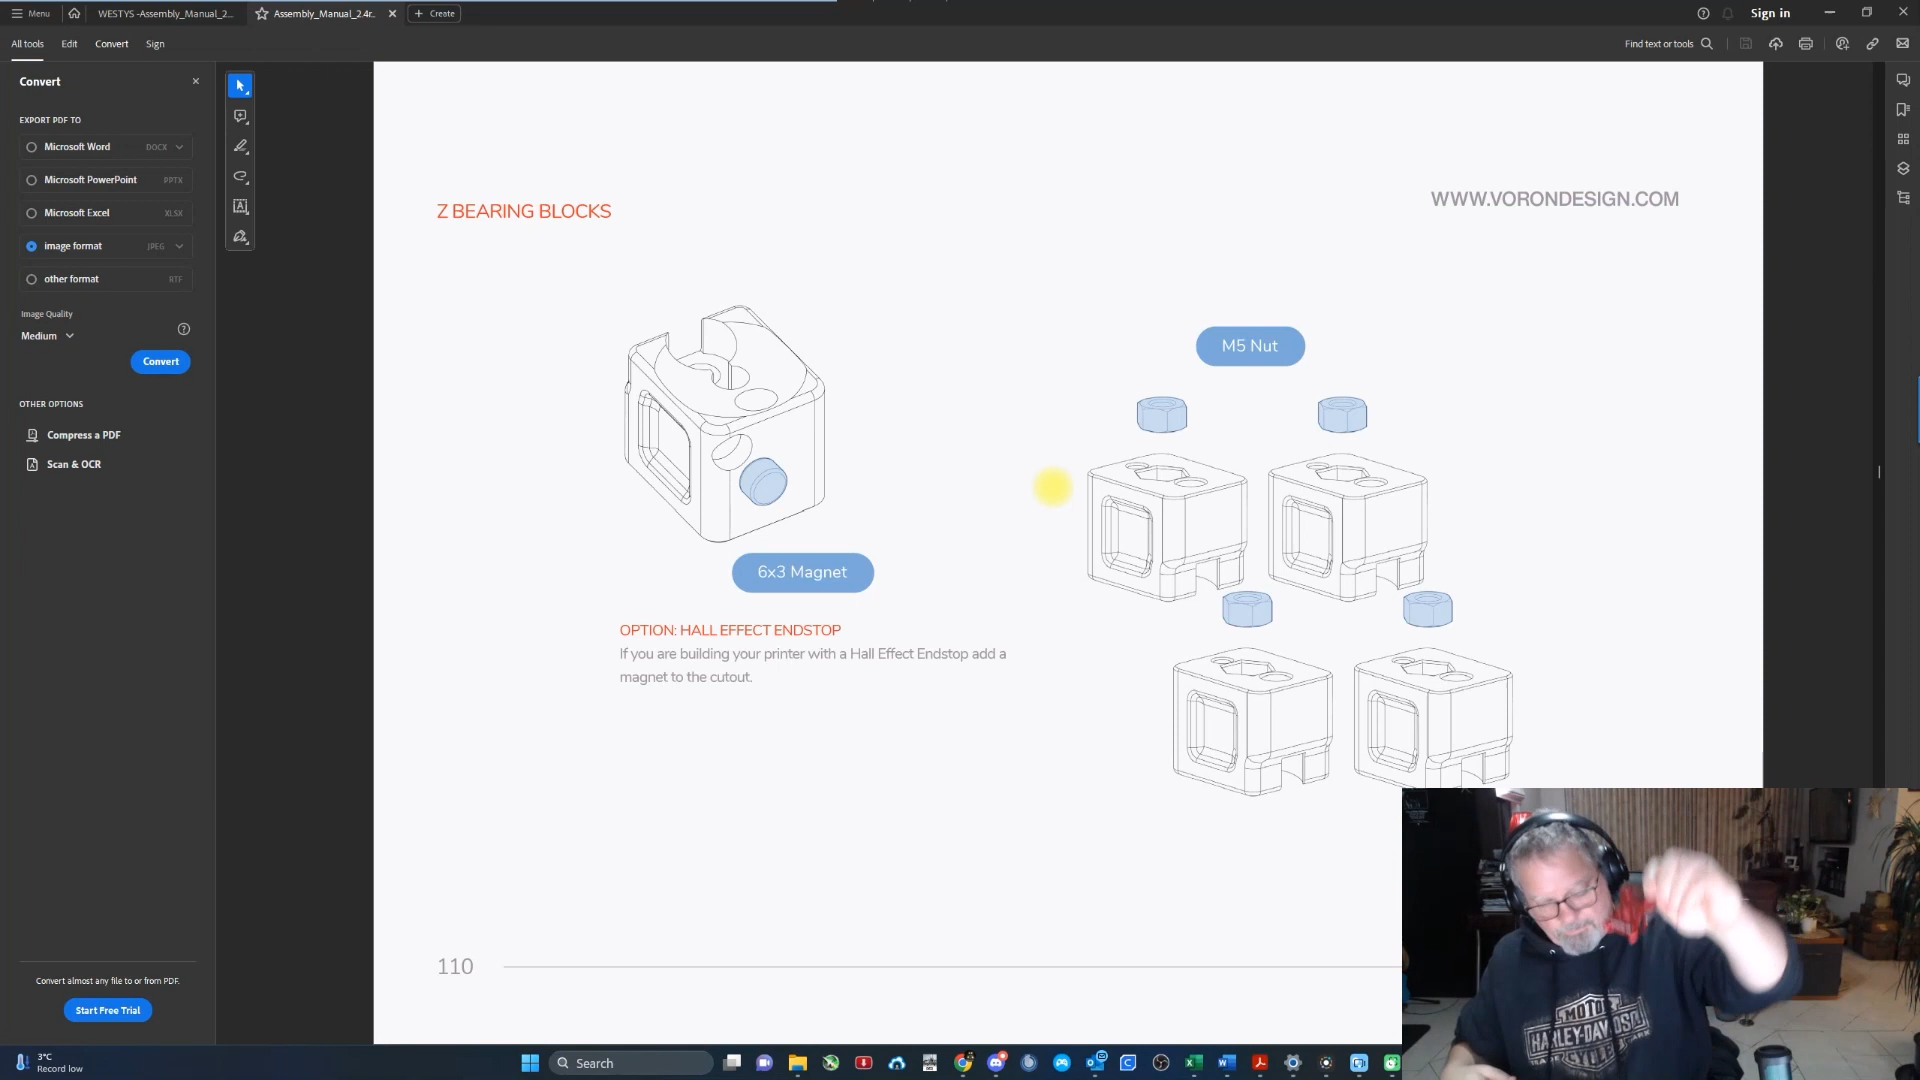 Menu
WESTYS -Assembly_Manual_2...
Assembly_Manual_2.4r...
Create
Sign in
All tools
Edit
Convert
Sign
Find text or tools
Convert
EXPORT PDF TO
Microsoft Word
DOCX
Microsoft PowerPoint
PPTX
Microsoft Excel
XLSX
image format
JPEG
other format
RTF
Image Quality
Medium
Convert
OTHER OPTIONS
Compress a PDF
Scan & OCR
Convert almost any file to or from PDF.
Start Free Trial
Z BEARING BLOCKS
WWW.VORONDESIGN.COM
M5 Nut
6x3 Magnet
OPTION: HALL EFFECT ENDSTOP
If you are building your printer with a Hall Effect Endstop add a
magnet to the cutout.
110
MOTOR
HARLEY-DAVIDSON
3°C
Record low
Search